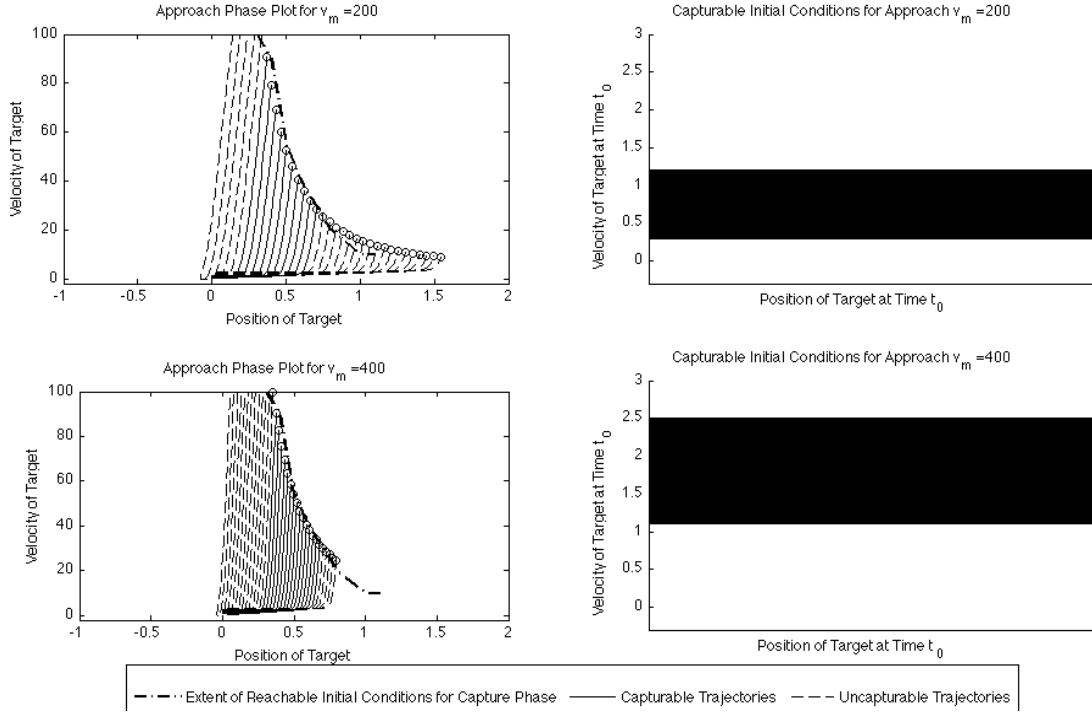 Approach Phase Plot for v_m =200
100
80
60
40
20
0
Velocity of Target
-1 -0.5 0 0.5 1 1.5 2
Position of Target
Capturable Initial Conditions for Approach v_m =200
3
2.5
2
1.5
1
0.5
0
Velocity of Target at Time t_0
Position of Target at Time t_0
Approach Phase Plot for v_m =400
100
80
60
40
20
0
Velocity of Target
-1 -0.5 0 0.5 1 1.5 2
Position of Target
Capturable Initial Conditions for Approach v_m =400
3
2.5
2
1.5
1
0.5
0
Velocity of Target at Time t_0
Position of Target at Time t_0
Extent of Reachable Initial Conditions for Capture Phase Capturable Trajectories Uncapturable Trajectories